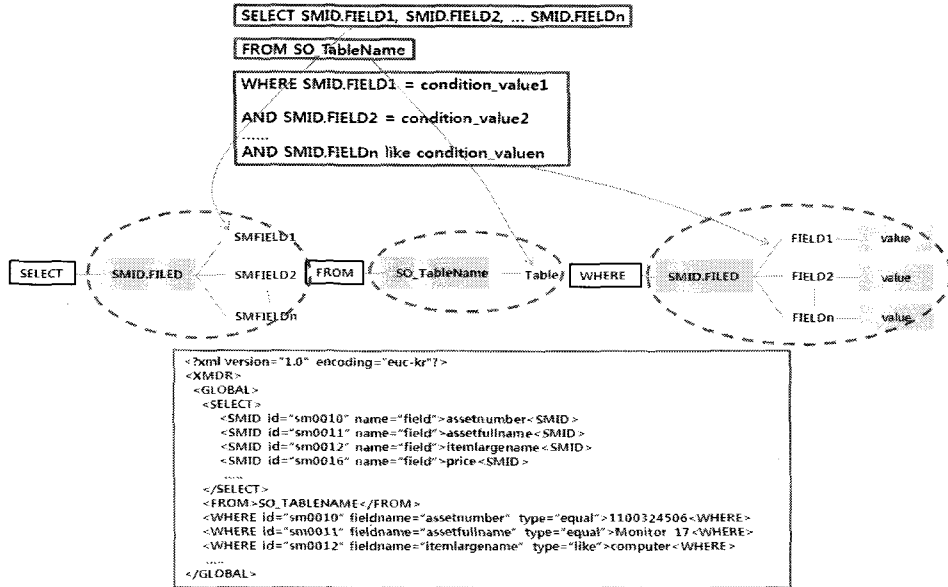 SELECT SMID.FIELD1, SMID.FIELD2, ... SMID.FIELDn
FROM SO_TableName
WHERE SMID.FIELD1 = condition_value1
AND SMID.FIELD2 = condition_value2
......
AND SMID.FIELDn like condition_valuen
SELECT
SMID.FILED
SMFIELD1
SMFIELD2
SMFIELDn
FROM
SO_TableName
Table
WHERE
SMID.FILED
FIELD1
value
FIELD2
value
FIELDn
value
<?xml version="1.0" encoding="euc-kr"?>
<XMDR>
<GLOBAL>
<SELECT>
<SMID id="sm0010" name="field">assetnumber<SMID>
<SMID id="sm0011" name="field">assetfullname<SMID>
<SMID id="sm0012" name="field">itemlargename<SMID>
<SMID id="sm0016" name="field">price<SMID>
.....
</SELECT>
<FROM>SO_TABLENAME</FROM>
<WHERE id="sm0010" fieldname="assetnumber" type="equal">1100324506<WHERE>
<WHERE id="sm0011" fieldname="assetfullname" type="equal">Monitor 17<WHERE>
<WHERE id="sm0012" fieldname="itemlargename" type="like">computer<WHERE>
.....
</GLOBAL>